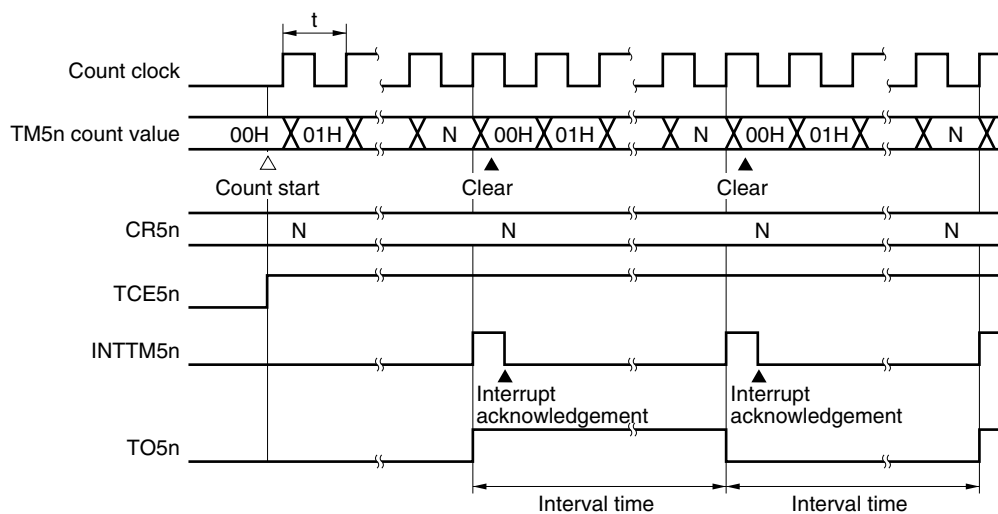 t
Count clock
TM5n count value 00H 01H N 00H 01H N 00H 01H N
Count start Clear Clear
CR5n N N N N
TCE5n
INTTM5n
Interrupt acknowledgement Interrupt acknowledgement
TO5n
Interval time Interval time